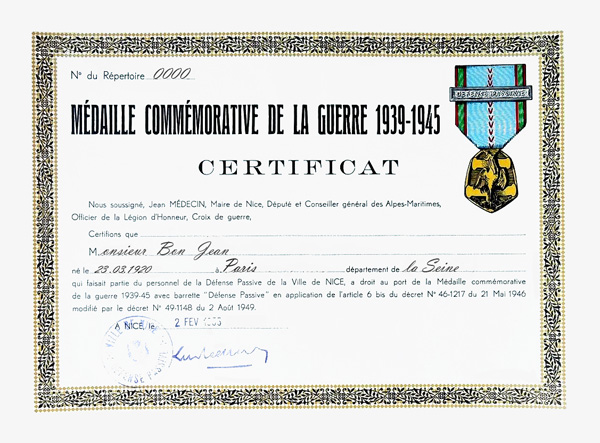 N° du Répertoire 0000
DÉFENSE PASSIVE
MÉDAILLE COMMÉMORATIVE DE LA GUERRE 1939-1945
CERTIFICAT
Nous soussigné, Jean MÉDECIN, Maire de Nice, Député et Conseiller général des Alpes-Maritimes,
Officier de la Légion d'Honneur, Croix de guerre,
Certifions que
Monsieur Bon Jean
né le 23.03.1920 à Paris département de la Seine
qui faisait partie du personnel de la Défense Passive de la Ville de NICE, a droit au port de la Médaille commémorative
de la guerre 1939-45 avec barrette "Défense Passive" en application de l'article 6 bis du décret N° 46-1217 du 21 Mai 1946
modifié par le décret N° 49-1148 du 2 Août 1949.
A NICE, le 2 FEV
DÉFENSE PASSIVE